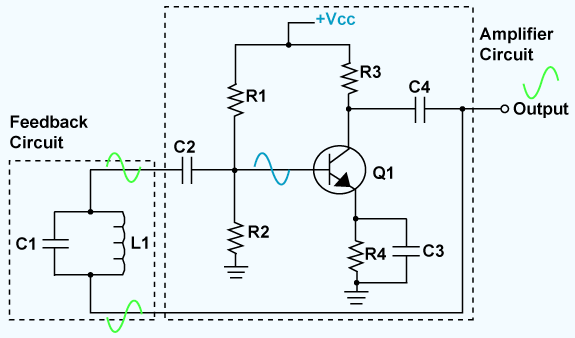 +Vcc
Amplifier
Circuit
R3
R1
C4
Output
Feedback
Circuit
C2
Q1
C1
L1
R2
R4
C3